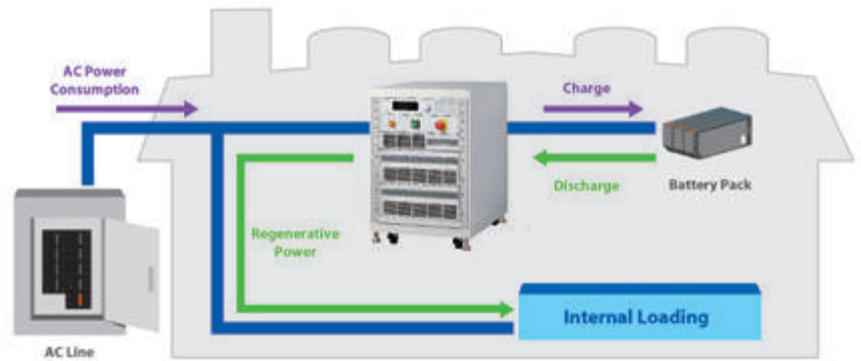 AC Power
Consumption
Charge
Discharge
Battery Pack
Regenerative
Power
Internal Loading
AC Line